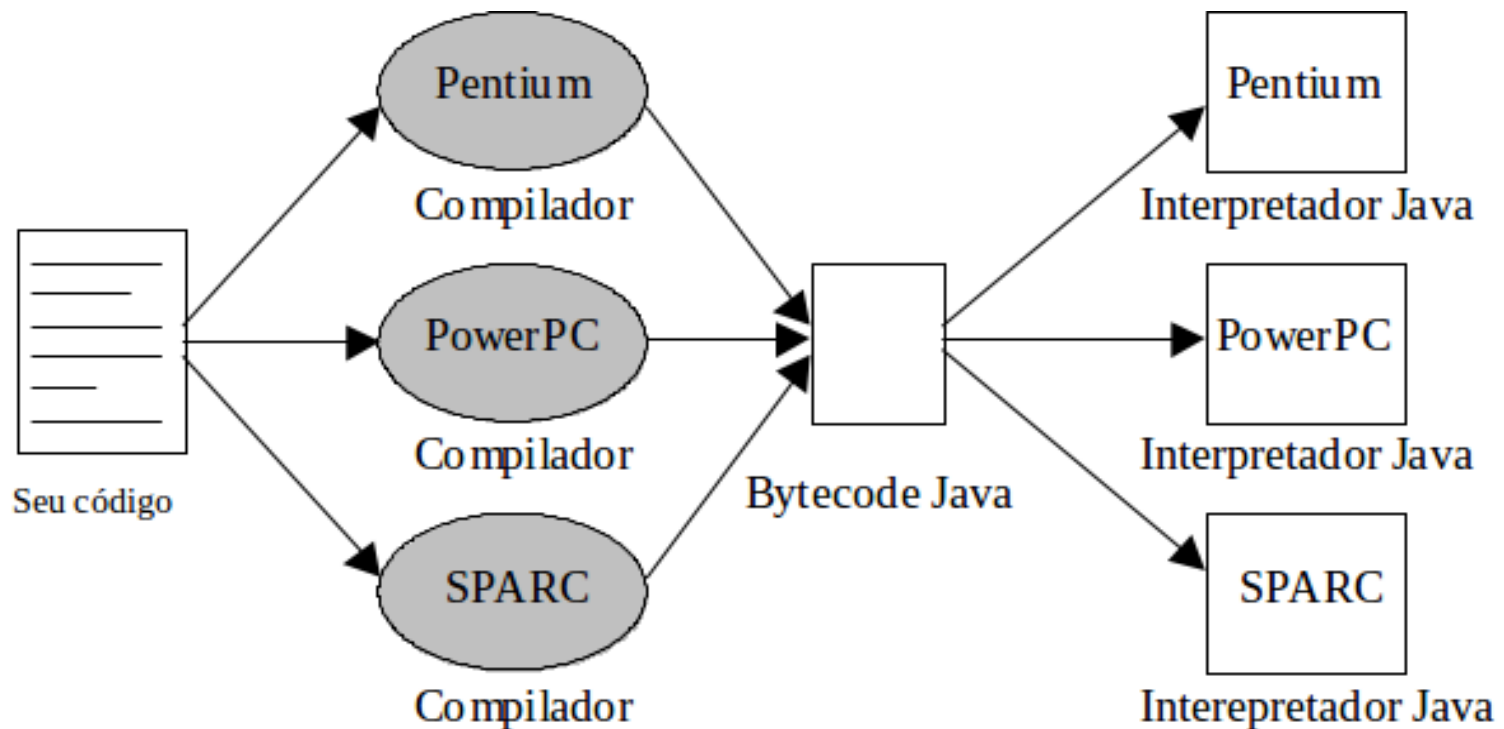 Pentium
Compilador
PowerPC
Compilador
SPARC
Compilador
Seu código
Bytecode Java
Pentium
Interpretador Java
PowerPC
Interpretador Java
SPARC
Interepretador Java